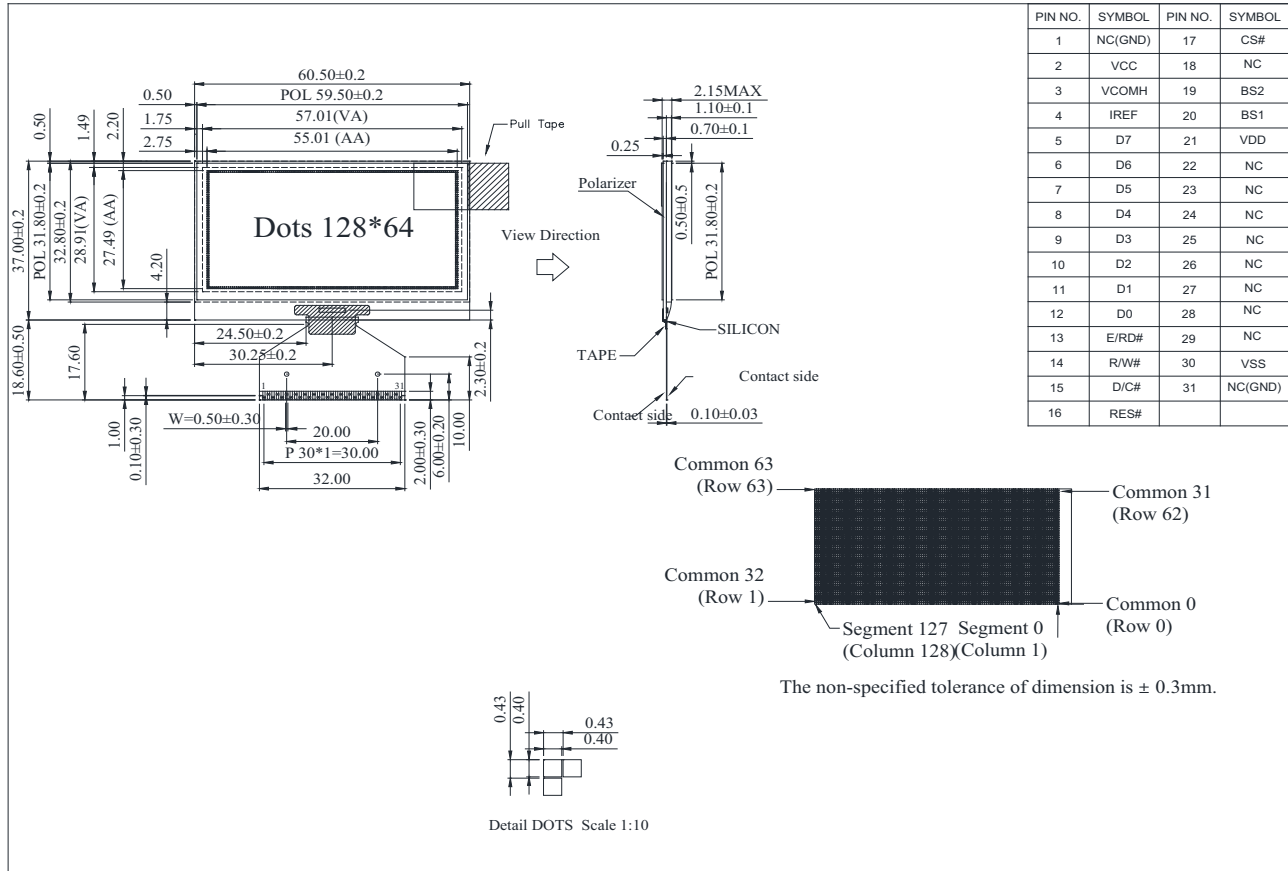 60.50±0.2
0.50
POL 59.50±0.2
1.75
57.01(VA)
2.75
55.01 (AA)
0.50
1.49
2.20
Pull Tape
Dots 128*64
View Direction
37.00±0.2
POL 31.80±0.2
32.80±0.2
28.91(VA)
27.49 (AA)
4.20
24.50±0.2
30.25±0.2
18.60±0.50
17.60
2.30±0.2
1
31
W=0.50±0.30
20.00
P 30*1=30.00
32.00
1.00
0.10±0.30
2.00±0.30
6.00±0.20
10.00
2.15MAX
1.10±0.1
0.70±0.1
0.25
Polarizer
0.50±0.5
POL 31.80±0.2
SILICON
TAPE
Contact side
Contact side
0.10±0.03
PIN NO. SYMBOL PIN NO. SYMBOL
1 NC(GND) 17 CS#
2 VCC 18 NC
3 VCOMH 19 BS2
4 IREF 20 BS1
5 D7 21 VDD
6 D6 22 NC
7 D5 23 NC
8 D4 24 NC
9 D3 25 NC
10 D2 26 NC
11 D1 27 NC
12 D0 28 NC
13 E/RD# 29 NC
14 R/W# 30 VSS
15 D/C# 31 NC(GND)
16 RES#
Common 63
(Row 63)
Common 31
(Row 62)
Common 32
(Row 1)
Common 0
(Row 0)
Segment 127 Segment 0
(Column 128)(Column 1)
The non-specified tolerance of dimension is ± 0.3mm.
0.43
0.40
0.43
0.40
Detail DOTS Scale 1:10